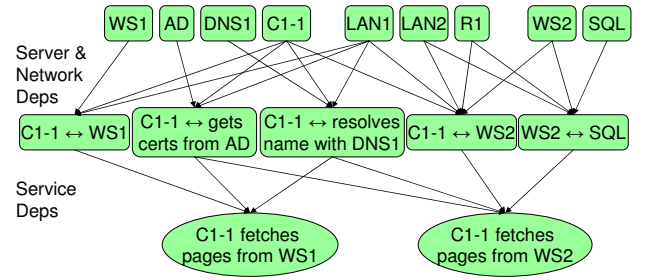 WS1 AD DNS1 C1-1 LAN1 LAN2 R1 WS2 SQL
Server &
Network
Deps
C1-1 ↔ WS1
C1-1 ↔ gets
certs from AD
C1-1 ↔ resolves
name with DNS1
C1-1 ↔ WS2
WS2 ↔ SQL
Service
Deps
C1-1 fetches
pages from WS1
C1-1 fetches
pages from WS2